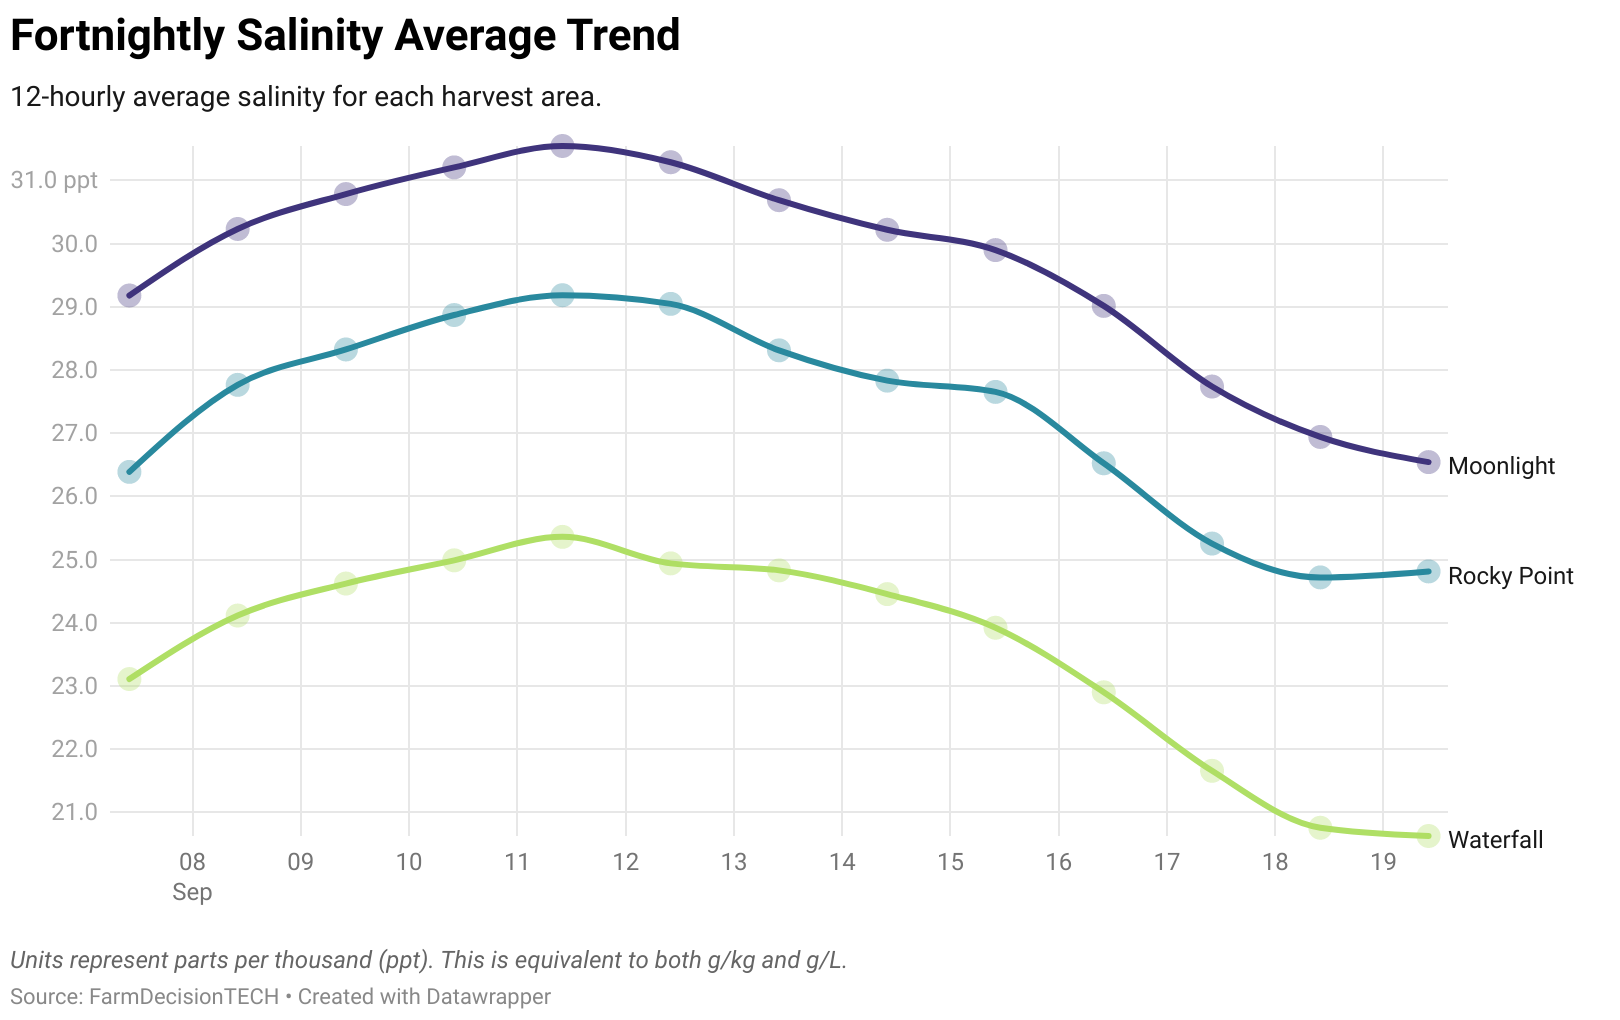 Fortnightly Salinity Average Trend
12-hourly average salinity for each harvest area.
31.0 ppt
30.0
29.0
28.0
27.0
26.0
25.0
24.0
23.0
22.0
21.0
Moonlight
Rocky Point
Waterfall
08 09 10 11 12 13 14 15 16 17 18 19
Sep
Units represent parts per thousand (ppt). This is equivalent to both g/kg and g/L.
Source: FarmDecisionTECH • Created with Datawrapper